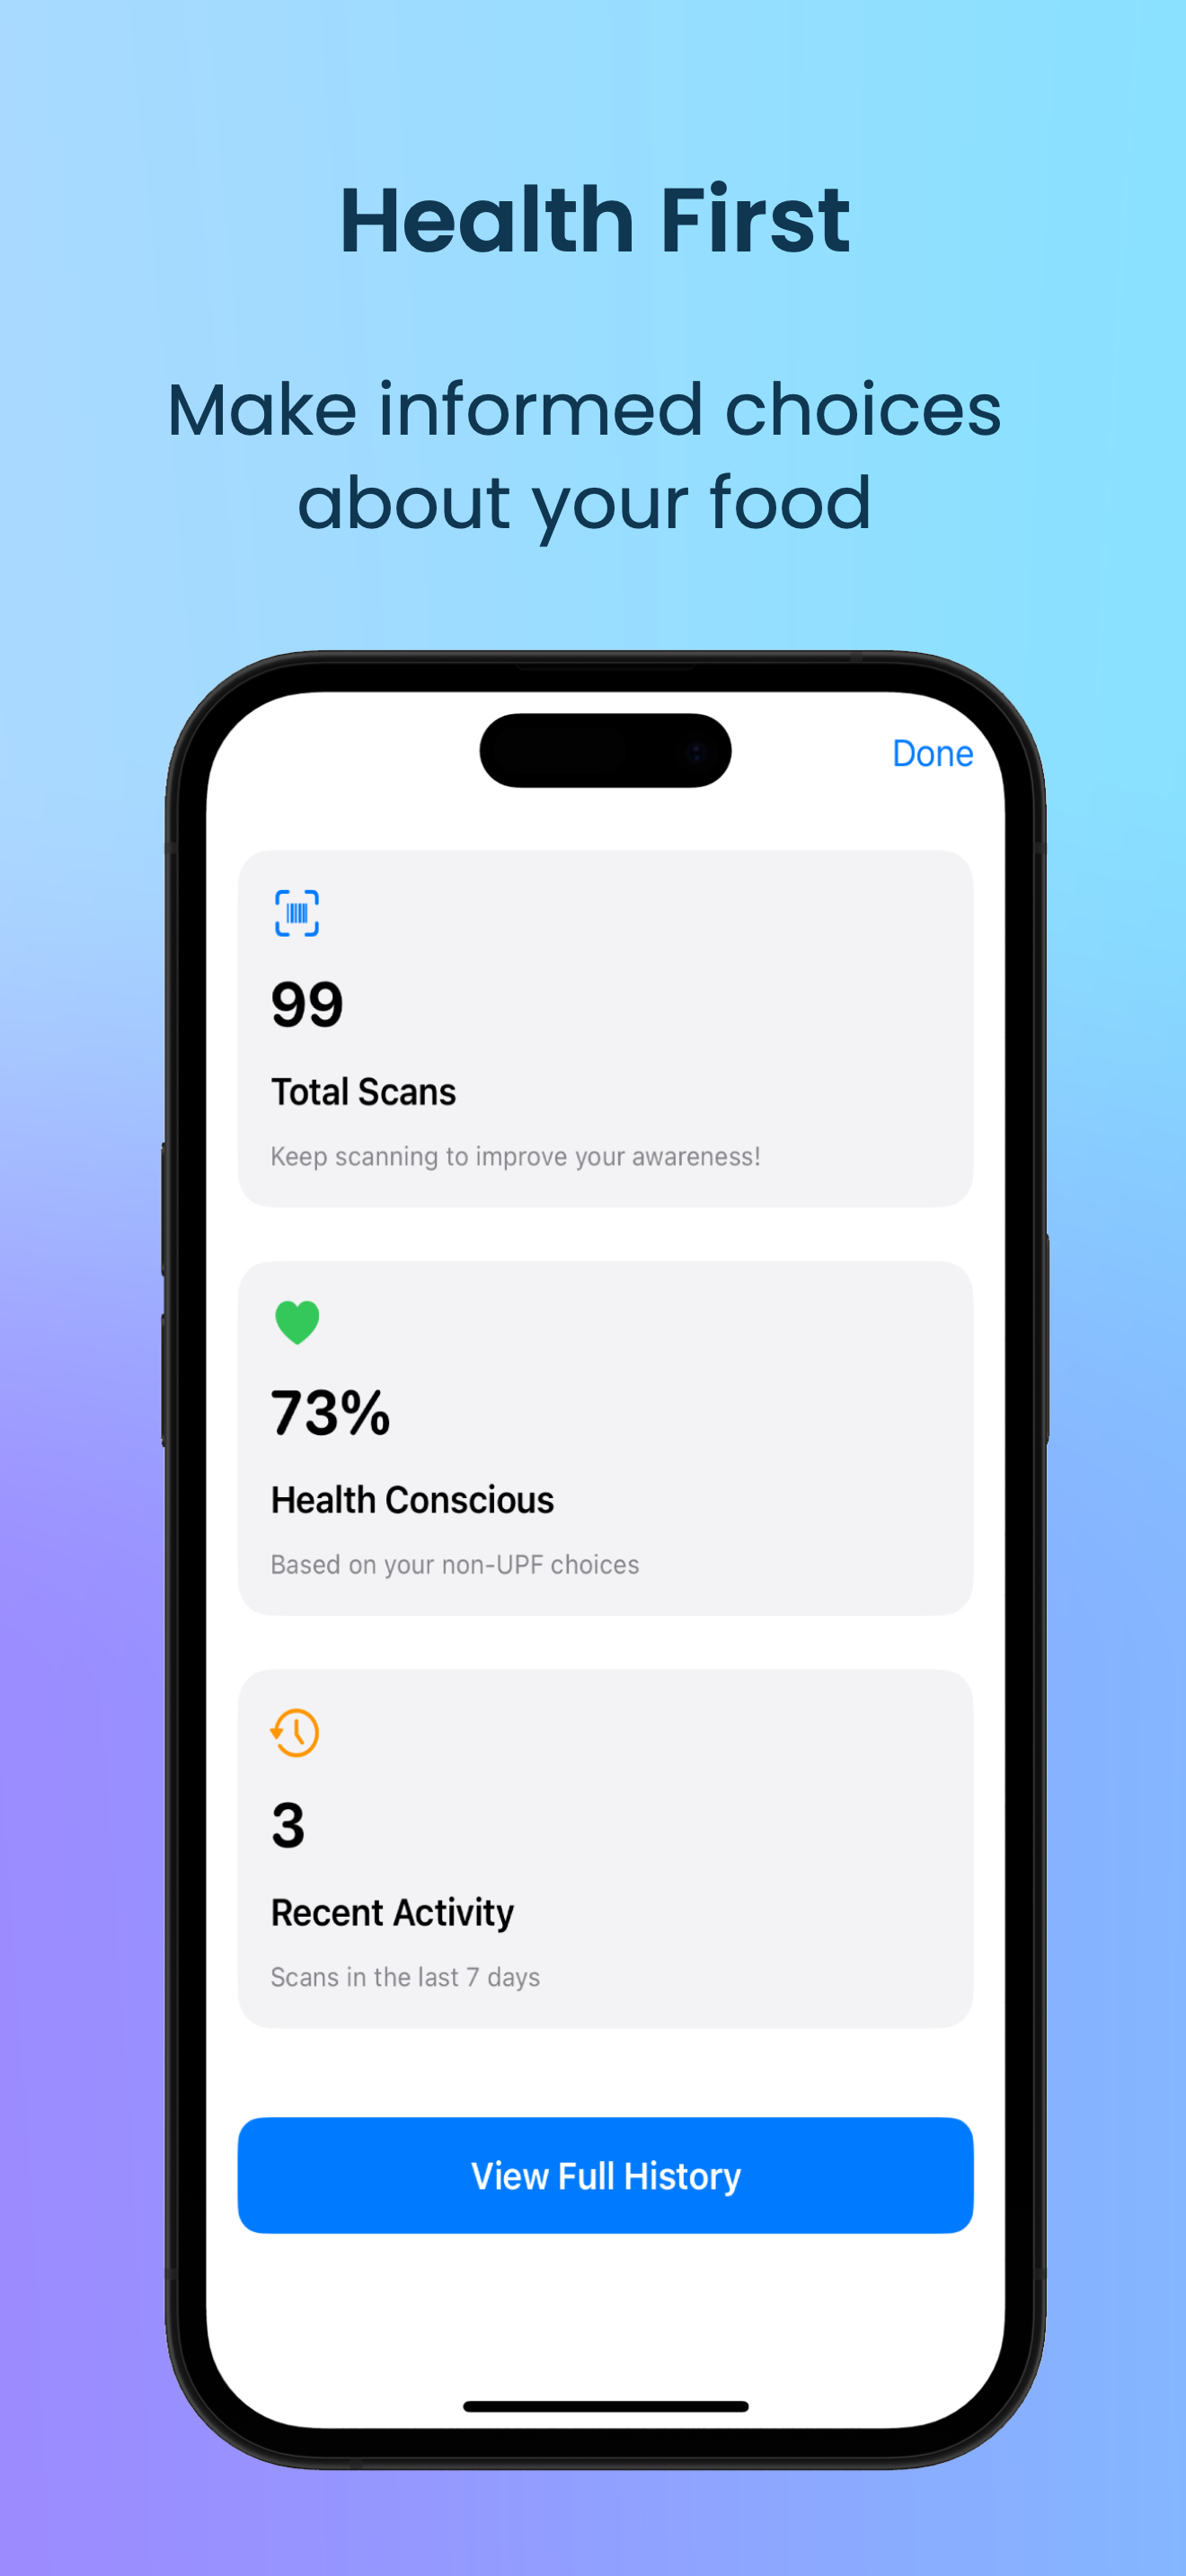 Health First
Make informed choices
about your food
Done
99
Total Scans
Keep scanning to improve your awareness!
73%
Health Conscious
Based on your non-UPF choices
3
Recent Activity
Scans in the last 7 days
View Full History